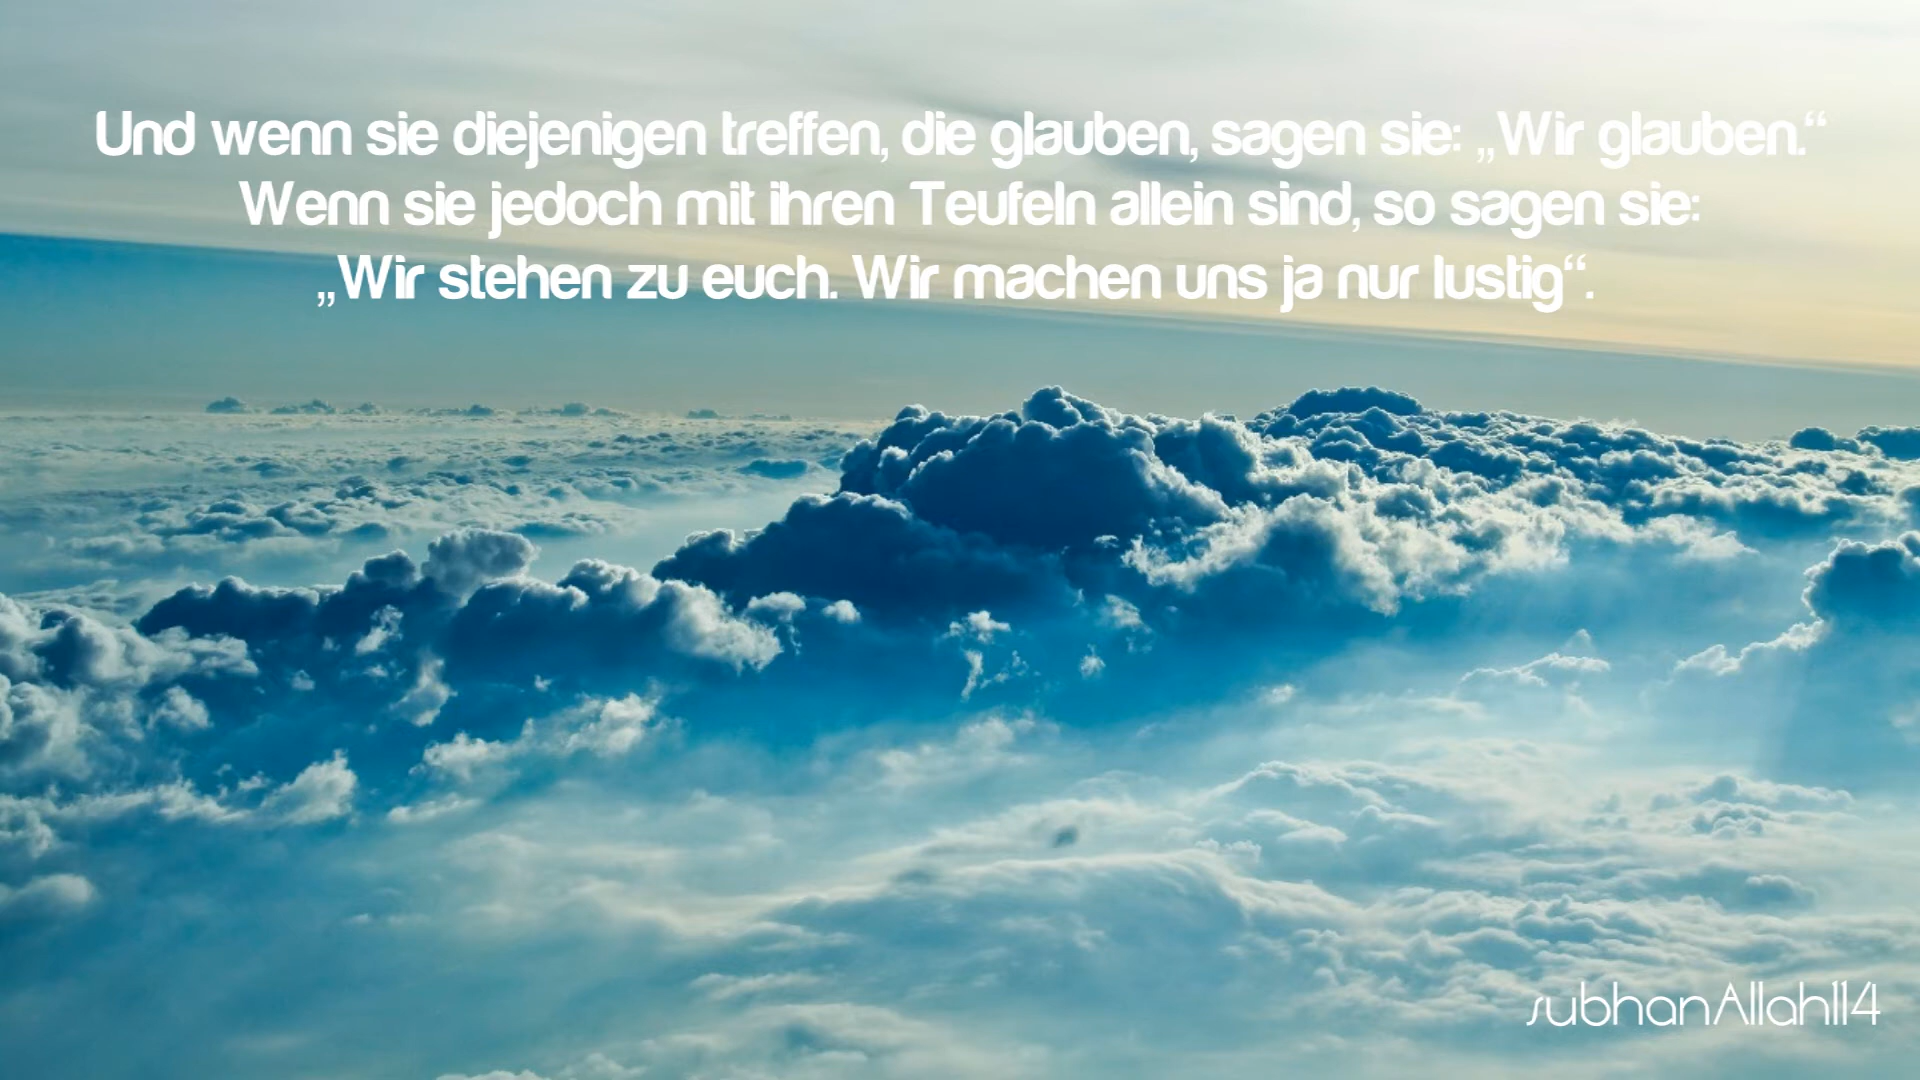 Und wenn sie diejenigen treffen, die glauben, sagen sie: „Wir glauben.“
Wenn sie jedoch mit ihren Teufeln allein sind, so sagen sie:
„Wir stehen zu euch. Wir machen uns ja nur lustig“.
subhanAllah114